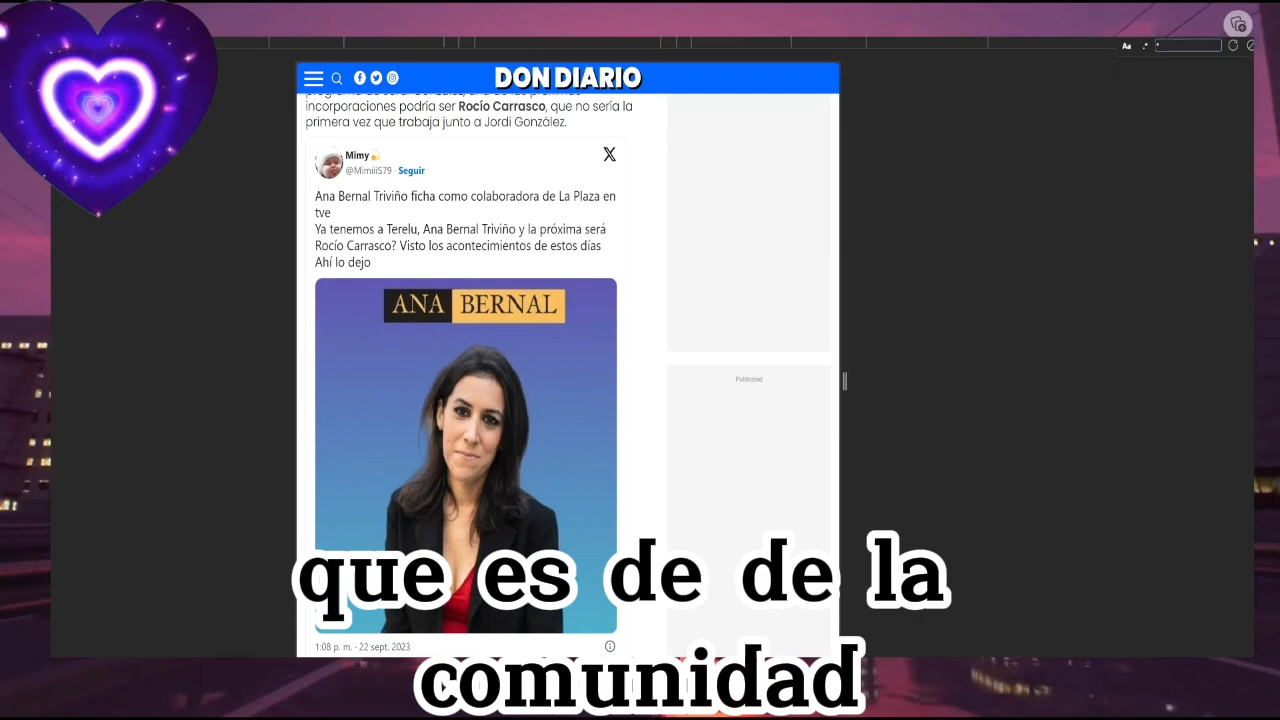 Aa
DON DIARIO
incorporaciones podría ser Rocío Carrasco, que no sería la
primera vez que trabaja junto a Jordi González.
Mimy
@MimiiiS79 · Seguir
Ana Bernal Triviño ficha como colaboradora de La Plaza en
tve
Ya tenemos a Terelu, Ana Bernal Triviño y la próxima será
Rocío Carrasco? Visto los acontecimientos de estos días
Ahí lo dejo
ANA BERNAL
Publicidad
que es de de la
comunidad
1:08 p. m. · 22 sept. 2023